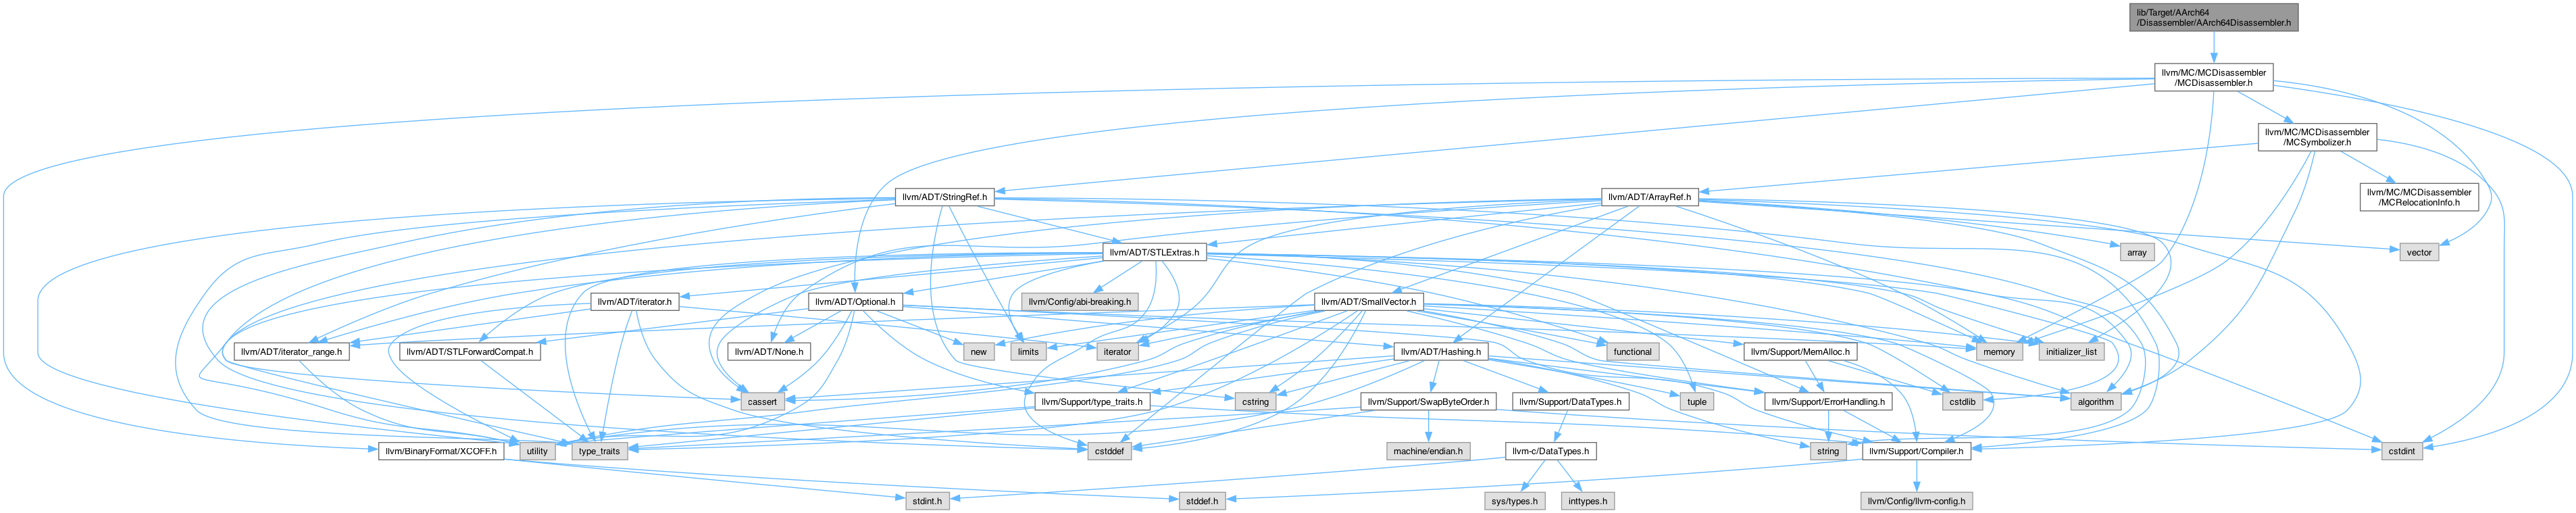 lib/Target/AArch64
/Disassembler/AArch64Disassembler.h
llvm/MC/MCDisassembler
/MCDisassembler.h
llvm/MC/MCDisassembler
/MCSymbolizer.h
llvm/ADT/StringRef.h
llvm/ADT/ArrayRef.h
llvm/MC/MCDisassembler
/MCRelocationInfo.h
llvm/ADT/STLExtras.h
array
vector
llvm/ADT/iterator.h
llvm/ADT/Optional.h
llvm/Config/abi-breaking.h
llvm/ADT/SmallVector.h
llvm/ADT/iterator_range.h
llvm/ADT/STLForwardCompat.h
llvm/ADT/None.h
new
limits
iterator
llvm/ADT/Hashing.h
functional
llvm/Support/MemAlloc.h
memory
initializer_list
cassert
llvm/Support/type_traits.h
cstring
llvm/Support/SwapByteOrder.h
llvm/Support/DataTypes.h
tuple
llvm/Support/ErrorHandling.h
cstdlib
algorithm
llvm/BinaryFormat/XCOFF.h
utility
type_traits
cstddef
machine/endian.h
llvm-c/DataTypes.h
string
llvm/Support/Compiler.h
cstdint
stdint.h
stddef.h
sys/types.h
inttypes.h
llvm/Config/llvm-config.h